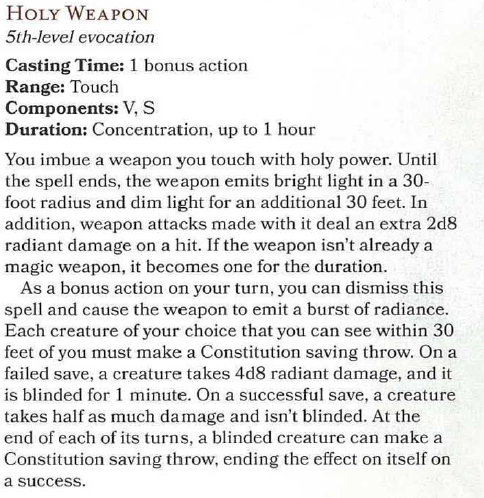 HOLY WEAPON
5th-level evocation
Casting Time: 1 bonus action
Range: Touch
Components: V, S
Duration: Concentration, up to 1 hour
You imbue a weapon you touch with holy power. Until
the spell ends, the weapon emits bright light in a 30-
foot radius and dim light for an additional 30 feet. In
addition, weapon attacks made with it deal an extra 2d8
radiant damage on a hit. If the weapon isn't already a
magic weapon, it becomes one for the duration.
As a bonus action on your turn, you can dismiss this
spell and cause the weapon to emit a burst of radiance.
Each creature of your choice that you can see within 30
feet of you must make a Constitution saving throw. On a
failed save, a creature takes 4d8 radiant damage, and it
is blinded for 1 minute. On a successful save, a creature
takes half as much damage and isn't blinded. At the
end of each of its turns, a blinded creature can make a
Constitution saving throw, ending the effect on itself on
a success.